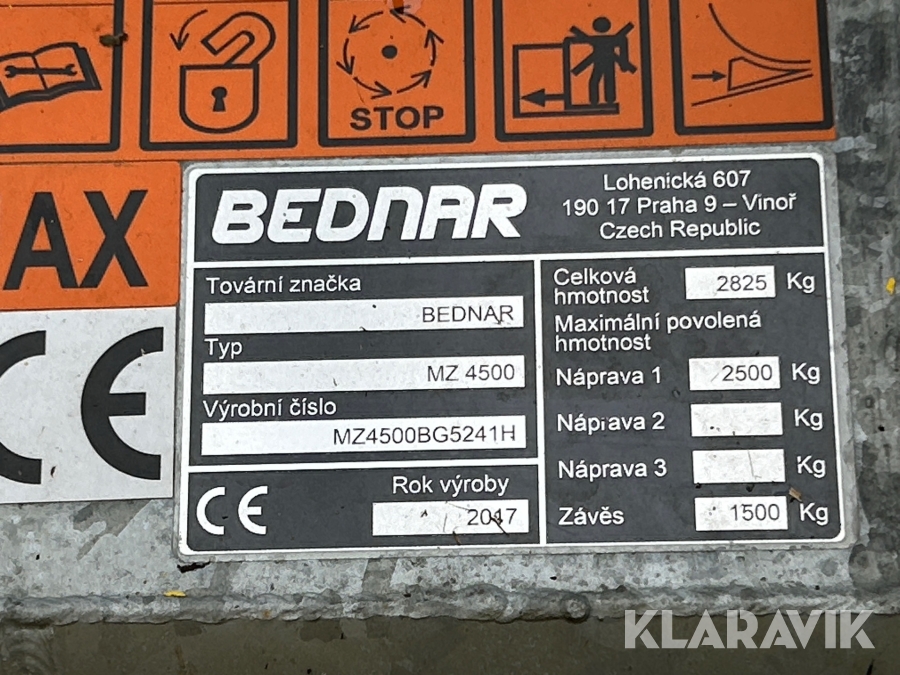 STOP
AX
CE
BEDNAR
Lohenická 607
190 17 Praha 9 – Vinoř
Czech Republic
Tovární značka
BEDNAR
Typ
MZ 4500
Výrobní číslo
MZ4500BG5241H
CE
Rok výroby
2017
Celková
hmotnost 2825 Kg
Maximální povolená
hmotnost
Náprava 1 2500 Kg
Náprava 2 Kg
Náprava 3 Kg
Závěs 1500 Kg
KLARAVIK